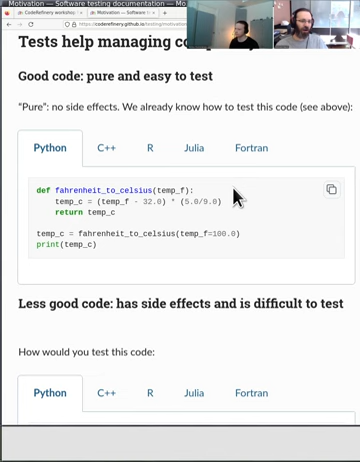 Motivation — Software testing documentation — Mo
CodeRefinery worksho
Motivation — Software t
https://coderefinery.github.io/testing/motivation
Tests help managing co
Good code: pure and easy to test
“Pure”: no side effects. We already know how to test this code (see above):
Python C++ R Julia Fortran
def fahrenheit_to_celsius(temp_f):
temp_c = (temp_f - 32.0) * (5.0/9.0)
return temp_c
temp_c = fahrenheit_to_celsius(temp_f=100.0)
print(temp_c)
Less good code: has side effects and is difficult to test
How would you test this code:
Python C++ R Julia Fortran